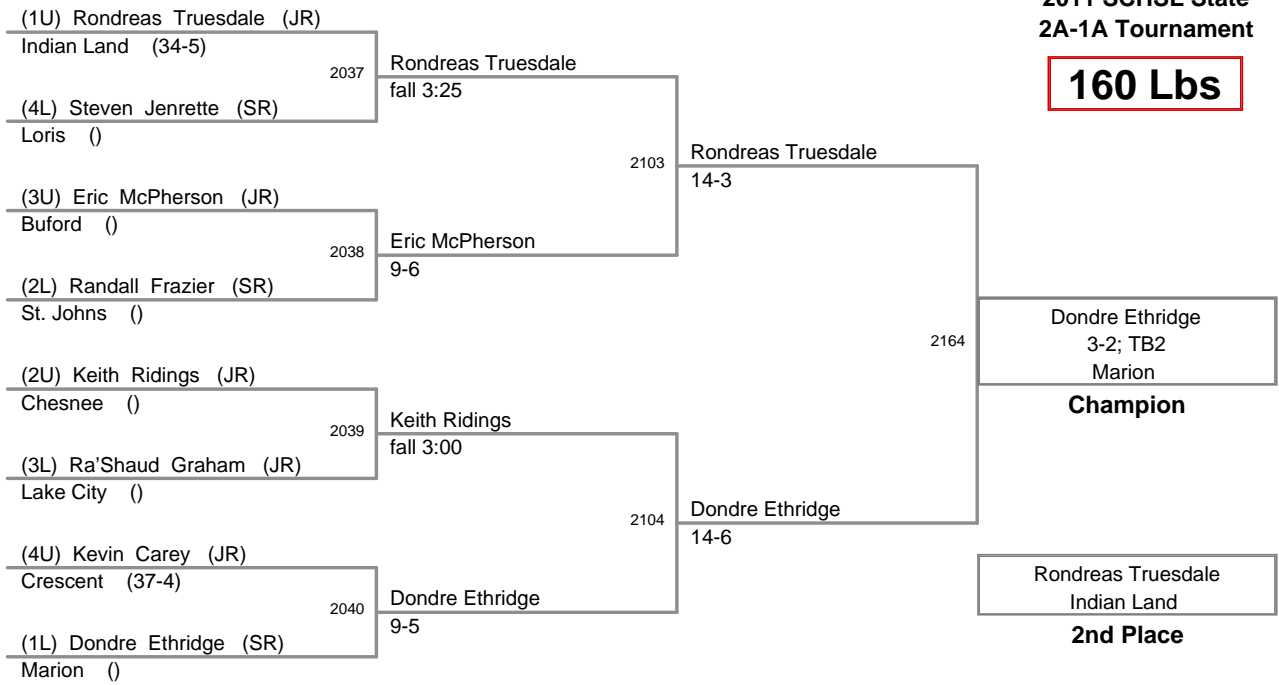 2011 SCHSL State
2A-1A Tournament
160 Lbs
(1U) Rondreas Truesdale (JR)
Indian Land (34-5)
2037
Rondreas Truesdale
fall 3:25
(4L) Steven Jenrette (SR)
Loris ()
2103
Rondreas Truesdale
14-3
(3U) Eric McPherson (JR)
Buford ()
2038
Eric McPherson
9-6
(2L) Randall Frazier (SR)
St. Johns ()
2164
Dondre Ethridge
3-2; TB2
Marion
Champion
(2U) Keith Ridings (JR)
Chesnee ()
2039
Keith Ridings
fall 3:00
(3L) Ra'Shaud Graham (JR)
Lake City ()
2104
Dondre Ethridge
14-6
(4U) Kevin Carey (JR)
Crescent (37-4)
2040
Dondre Ethridge
9-5
(1L) Dondre Ethridge (SR)
Marion ()
Rondreas Truesdale
Indian Land
2nd Place